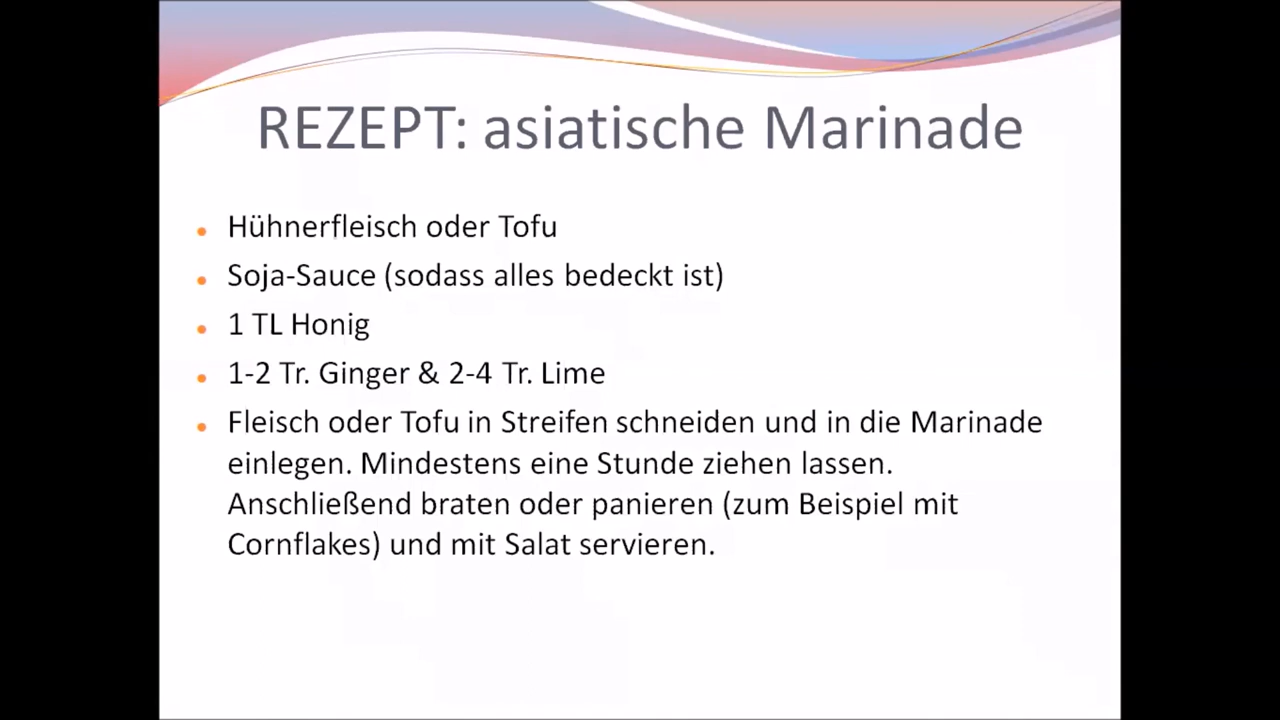 REZEPT: asiatische Marinade
Hühnerfleisch oder Tofu
Soja-Sauce (sodass alles bedeckt ist)
1 TL Honig
1-2 Tr. Ginger & 2-4 Tr. Lime
Fleisch oder Tofu in Streifen schneiden und in die Marinade
einlegen. Mindestens eine Stunde ziehen lassen.
Anschließend braten oder panieren (zum Beispiel mit
Cornflakes) und mit Salat servieren.